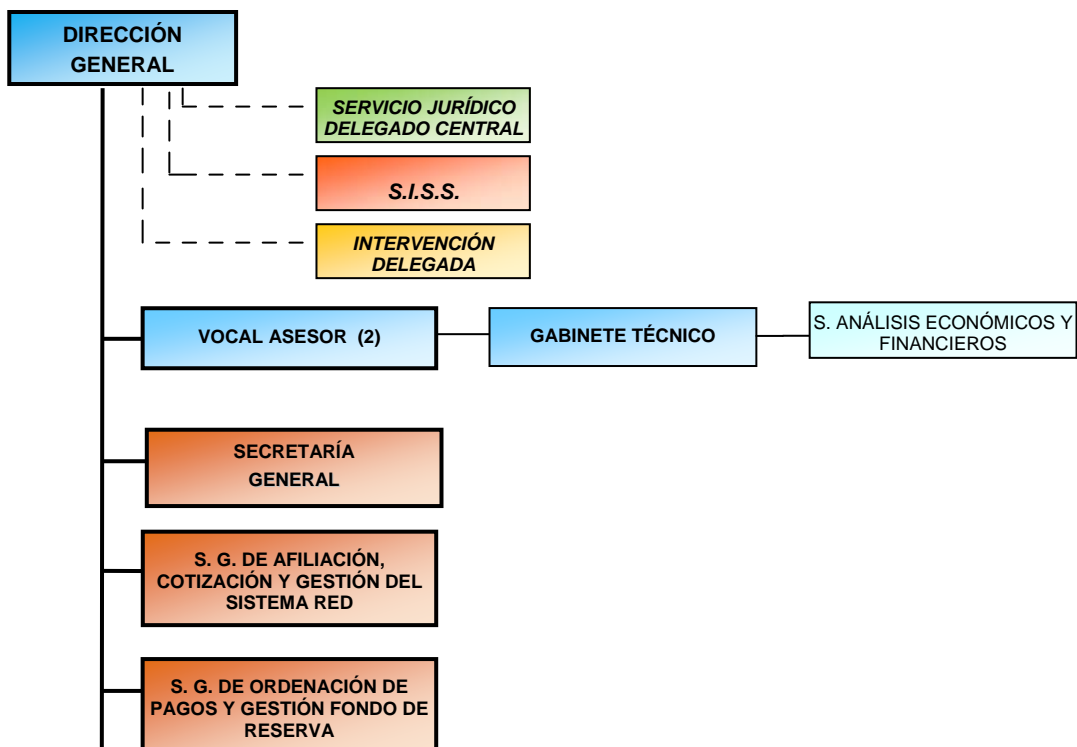 DIRECCIÓN
GENERAL
SERVICIO JURÍDICO
DELEGADO CENTRAL
S.I.S.S.
INTERVENCIÓN
DELEGADA
VOCAL ASESOR (2)
GABINETE TÉCNICO
S. ANÁLISIS ECONÓMICOS Y
FINANCIEROS
SECRETARÍA
GENERAL
S. G. DE AFILIACIÓN,
COTIZACIÓN Y GESTIÓN DEL
SISTEMA RED
S. G. DE ORDENACIÓN DE
PAGOS Y GESTIÓN FONDO DE
RESERVA